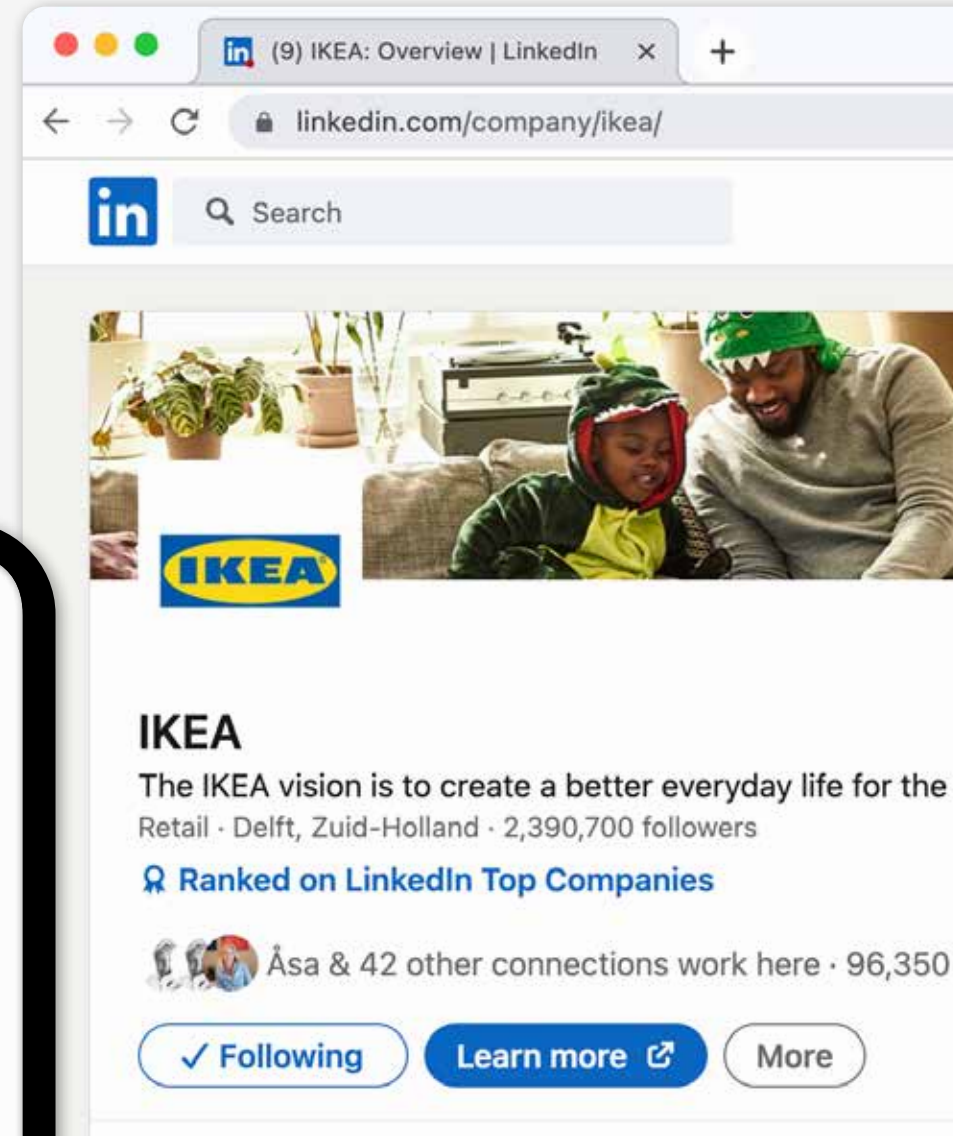 (9) IKEA: Overview | LinkedIn
linkedin.com/company/ikea/
in Search
IKEA
IKEA
The IKEA vision is to create a better everyday life for the
Retail · Delft, Zuid-Holland · 2,390,700 followers
Ranked on LinkedIn Top Companies
Åsa & 42 other connections work here · 96,350
✓ Following Learn more More